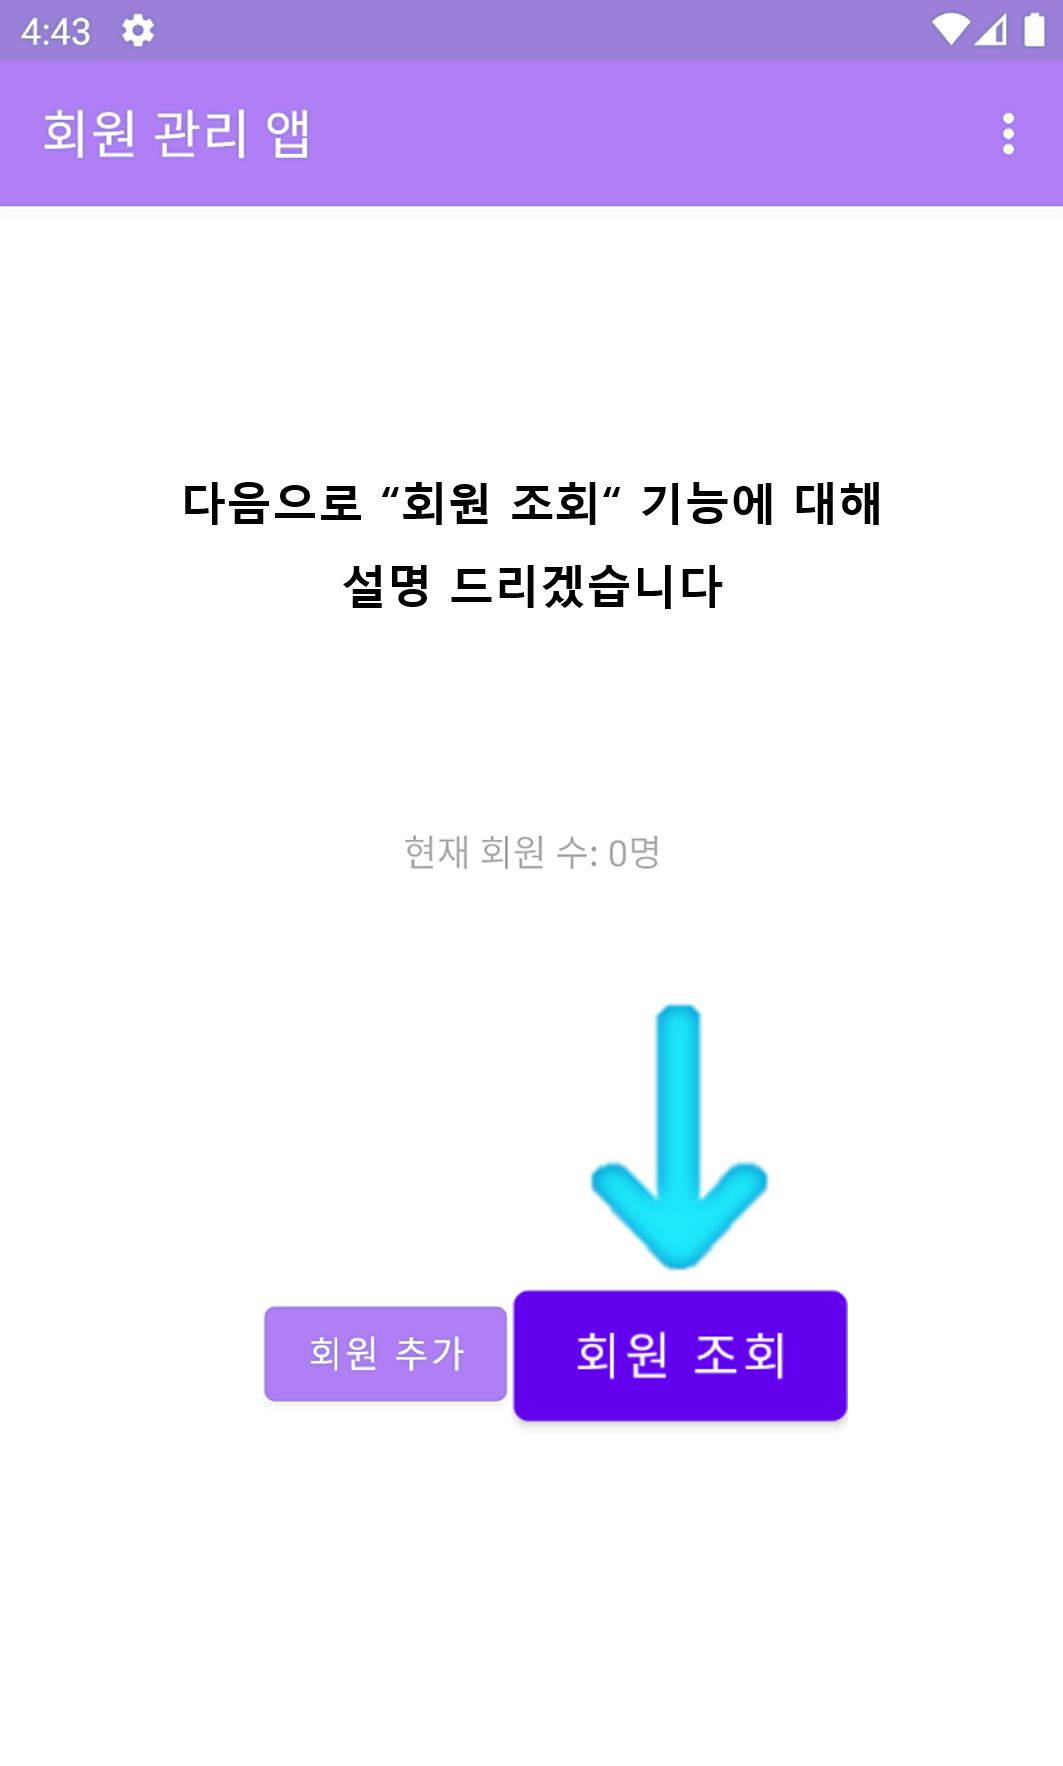 4:43
회원 관리 앱
다음으로 “회원 조회“ 기능에 대해
설명 드리겠습니다
현재 회원 수: 0명
회원 추가
회원 조회